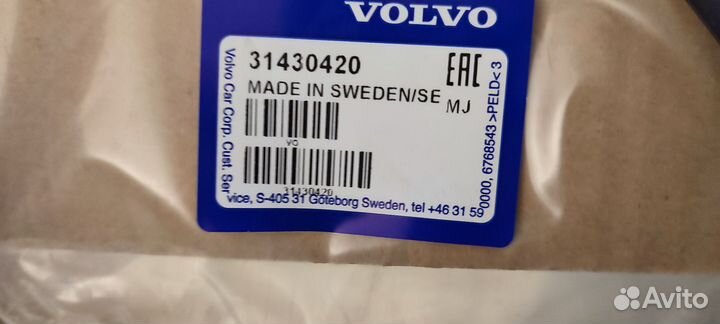 VOLVO
31430420
EAC
MADE IN SWEDEN/SE
MJ
VO
31430420
Volvo Car Corp. Cust. Ser
vice, S-405 31 Göteborg Sweden, tel +46 31 59
0000, 6768543 >PELD< 3
Avito